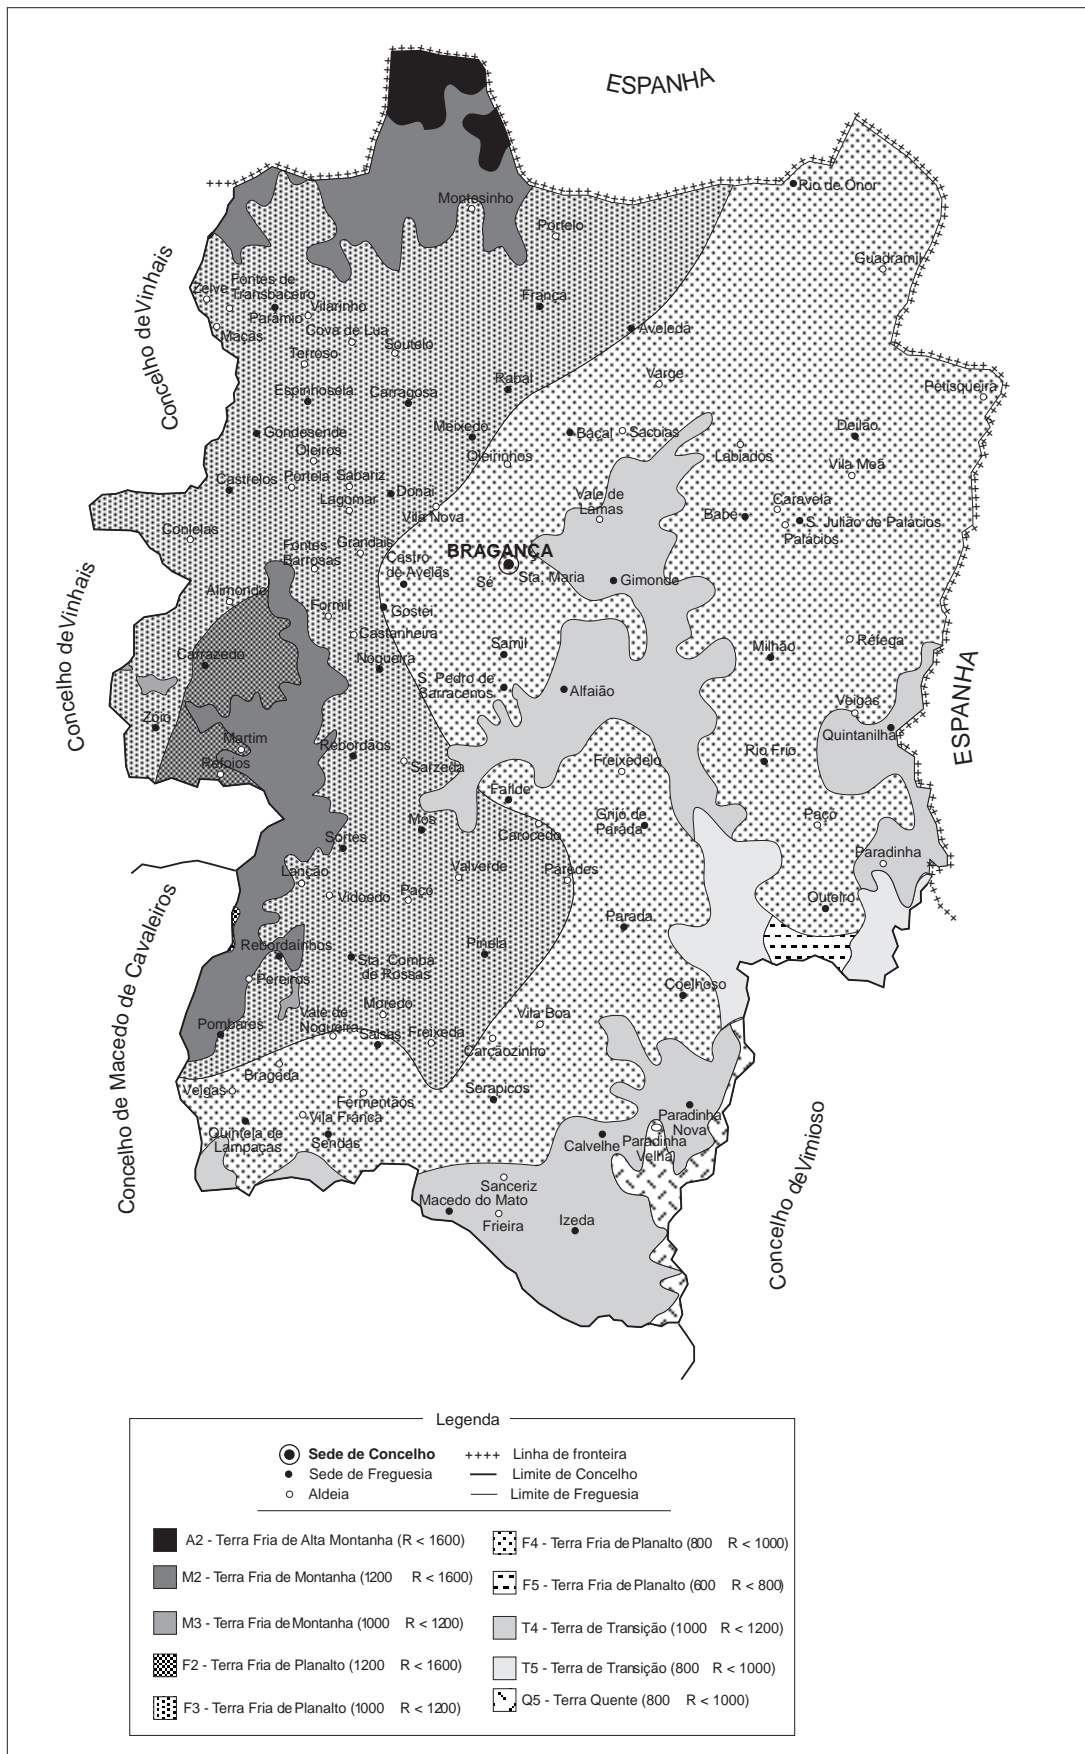 ESPANHA
Rio de Onor
Montesinho
Portelo
Guadramil
Concelho de Vinhais
Fontes de
Transbaceiro
Zeive
Vilarinho
França
Parâmio
Maçãs
Cova de Lua
Aveleda
Soutelo
Terroso
Varge
Rabal
Petisqueira
Espinhosela
Carragosa
Meixedo
Baçal
Sacoias
Deilão
Gondesende
Oleiros
Oleirinhos
Labiados
Vila Meã
Castrelos
Portela
Sabariz
Donai
Lagomar
Vale de
Lamas
Caravela
Vila Nova
Babe
S. Julião de Palácios
Palácios
Conlelas
Grandais
Fontes
Barrosas
BRAGANÇA
Castro
de Avelãs
Sé
Sta. Maria
Gimonde
Concelho de Vinhais
Alimonde
Formil
Gostei
Castanheira
Samil
Milhão
Réfega
Carrazedo
Nogueira
S. Pedro de
Sarracenos
Alfaião
ESPANHA
Veigas
Zoio
Quintanilha
Martim
Rebordãos
Refoios
Sarzeda
Freixedelo
Rio Frio
Failde
Mós
Grijó de
Parada
Paçó
Sortes
Carocedo
Paradinha
Lanção
Valverde
Paredes
Vidoedo
Paço
Outeiro
Concelho de Macedo de Cavaleiros
Parada
Rebordaínhos
Pinela
Sta. Comba
de Rossas
Pereiros
Coelhoso
Moredo
Vale de
Nogueira
Vila Boa
Pombares
Salsas
Freixeda
Carçãozinho
Bragada
Veigas
Fermentãos
Serapicos
Vila Franca
Paradinha
Nova
Quintela de
Lampaças
Sendas
Calvelhe
Paradinha
Velha
Sanceriz
Macedo do Mato
Frieira
Izeda
Concelho de Vimioso
Legenda
Sede de Concelho
++++ Linha de fronteira
Sede de Freguesia
Limite de Concelho
Aldeia
Limite de Freguesia
A2 - Terra Fria de Alta Montanha (R < 1600)
F4 - Terra Fria de Planalto (800 R < 1000)
M2 - Terra Fria de Montanha (1200 R < 1600)
F5 - Terra Fria de Planalto (600 R < 800)
M3 - Terra Fria de Montanha (1000 R < 1200)
T4 - Terra de Transição (1000 R < 1200)
F2 - Terra Fria de Planalto (1200 R < 1600)
T5 - Terra de Transição (800 R < 1000)
F3 - Terra Fria de Planalto (1000 R < 1200)
Q5 - Terra Quente (800 R < 1000)